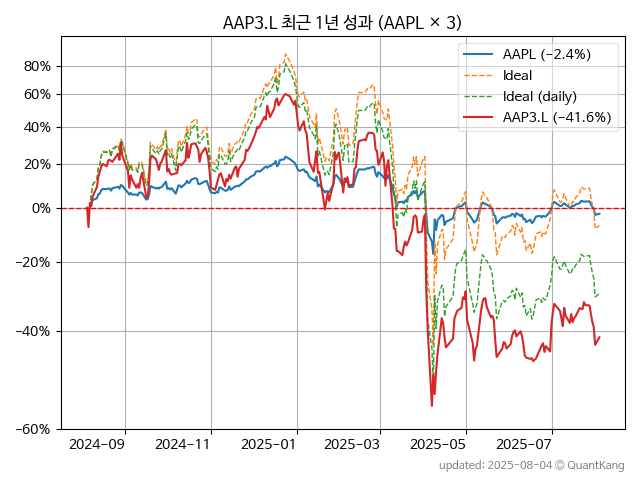 AAP3.L 최근 1년 성과 (AAPL × 3)
AAPL (−2.4%)
Ideal
Ideal (daily)
AAP3.L (−41.6%)
80%
60%
40%
20%
0%
−20%
−40%
−60%
2024-09 2024-11 2025-01 2025-03 2025-05 2025-07
updated: 2025-08-04 © QuantKang